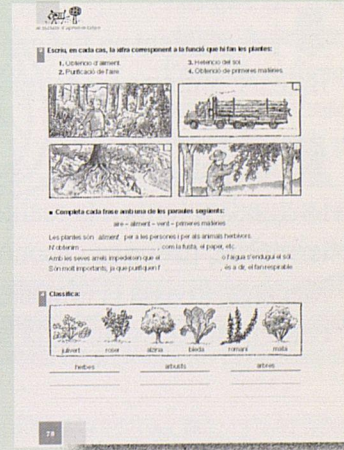 Escriu, en cada cas, la xifra corresponent a la funció que hi fan les plantes:
1. Obtenció d'aliment.
3. Retenció del sòl.
2. Purificació de l'aire.
4. Obtenció de primeres matèries.
■ Completa cada frase amb una de les paraules següents:
aire – aliment – vent – primeres matèries
Les plantes són aliment per a les persones i per als animals herbívors.
N'obtenim , com la fusta, el paper, etc.
Amb les seves arrels impedeixen que el o l'aigua s'endugui el sòl.
Són molt importants, ja que purifiquen l' , és a dir, el fan respirable.
Classifica:
julivert roser alzina bleda romaní mata
herbes arbusts arbres
78